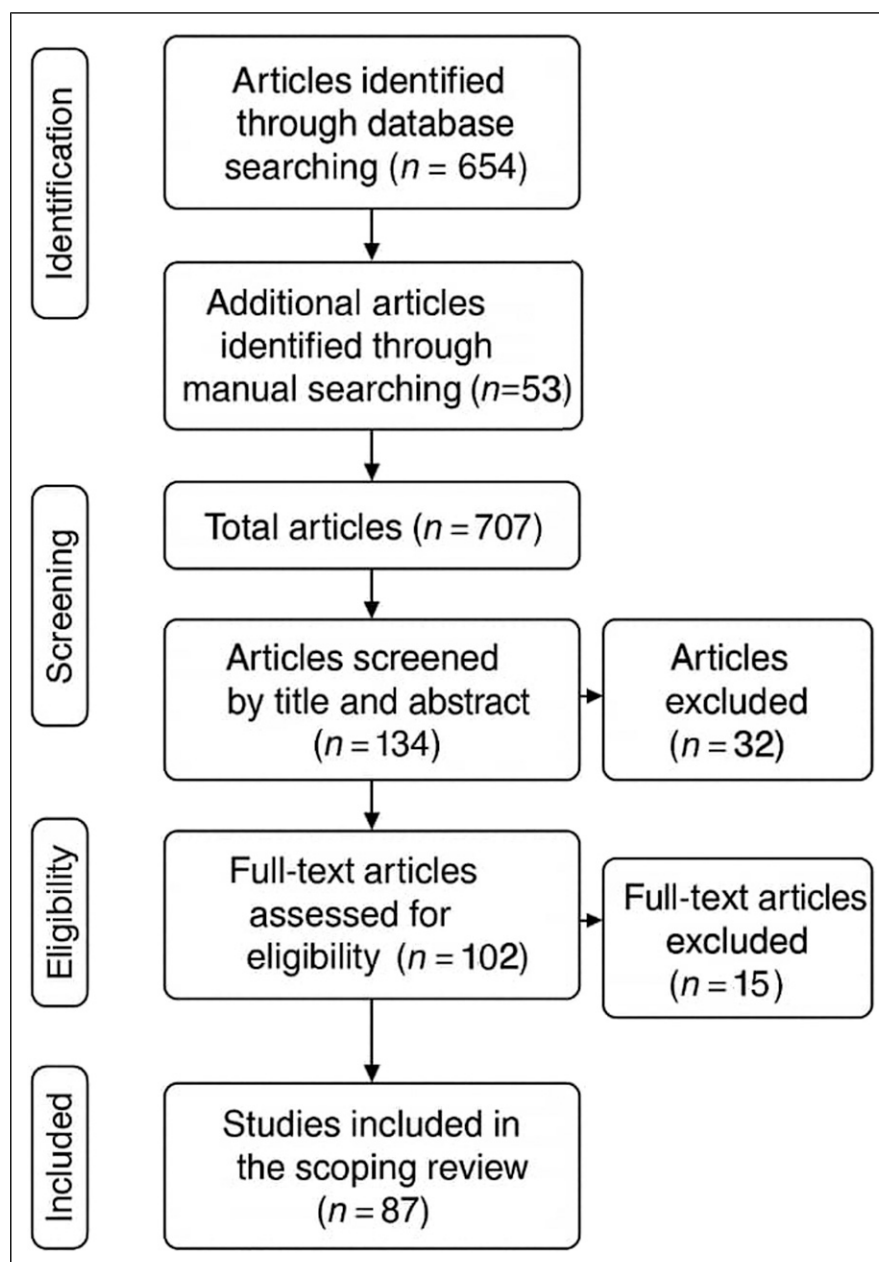 Identification
Articles identified
through database
searching (n = 654)
Additional articles
identified through
manual searching (n=53)
Screening
Total articles (n = 707)
Articles screened
by title and abstract
(n = 134)
Articles
excluded
(n = 32)
Eligibility
Full-text articles
assessed for
eligibility (n = 102)
Full-text articles
excluded
(n = 15)
Included
Studies included in
the scoping review
(n = 87)